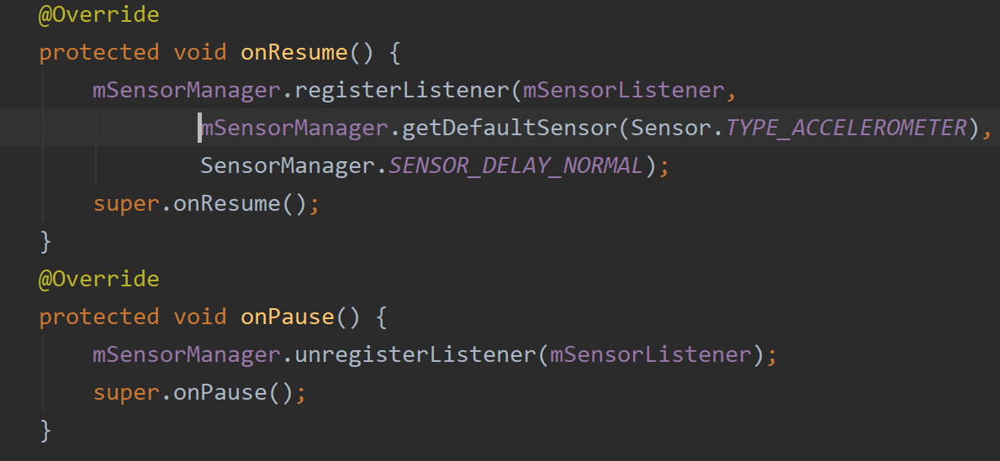 @Override
protected void onResume() {
mSensorManager.registerListener(mSensorListener,
mSensorManager.getDefaultSensor(Sensor.TYPE_ACCELEROMETER),
SensorManager.SENSOR_DELAY_NORMAL);
super.onResume();
}
@Override
protected void onPause() {
mSensorManager.unregisterListener(mSensorListener);
super.onPause();
}